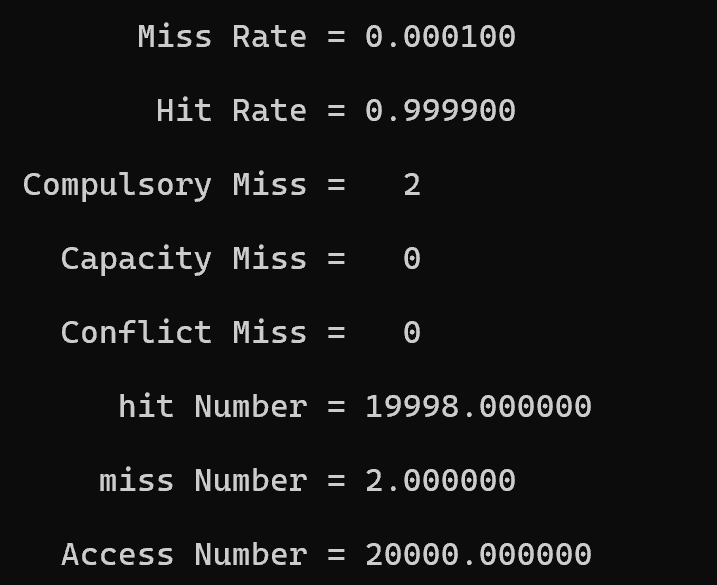 Miss Rate = 0.000100
Hit Rate = 0.999900
Compulsory Miss =   2
Capacity Miss =   0
Conflict Miss =   0
hit Number = 19998.000000
miss Number = 2.000000
Access Number = 20000.000000